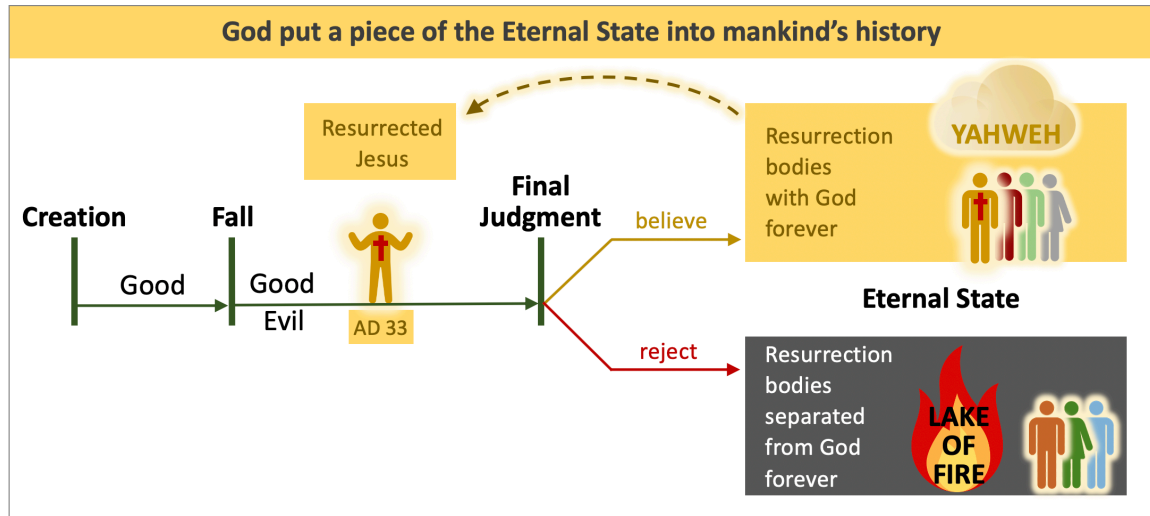 God put a piece of the Eternal State into mankind's history
Resurrected
Jesus
Creation
Fall
Final
Judgment
Good
Good
Evil
AD 33
believe
reject
Resurrection
bodies
with God
forever
YAHWEH
Eternal State
Resurrection
bodies
separated
from God
forever
LAKE
OF
FIRE